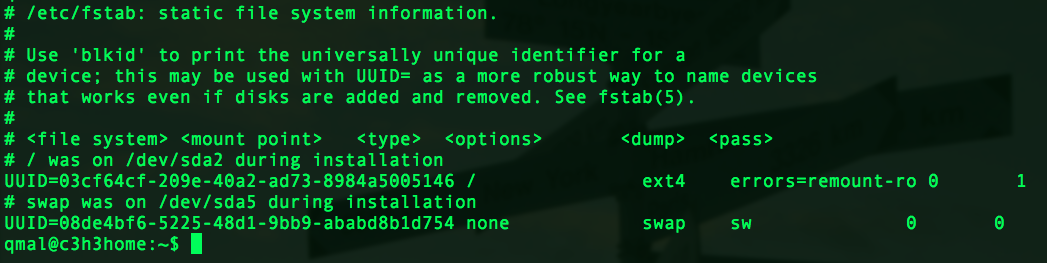 # /etc/fstab: static file system information.
#
# Use 'blkid' to print the universally unique identifier for a
# device; this may be used with UUID= as a more robust way to name devices
# that works even if disks are added and removed. See fstab(5).
#
# <file system> <mount point>   <type>  <options>       <dump>  <pass>
# / was on /dev/sda2 during installation
UUID=03cf64cf-209e-40a2-ad73-8984a5005146 /               ext4    errors=remount-ro 0       1
# swap was on /dev/sda5 during installation
UUID=08de4bf6-5225-48d1-9bb9-ababd8b1d754 none            swap    sw              0       0
qmal@c3h3home:~$